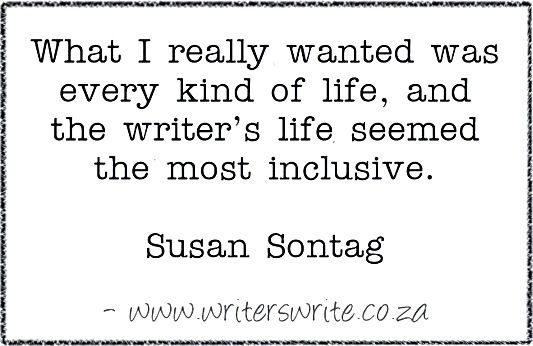 What I really wanted was
every kind of life, and
the writer's life seemed
the most inclusive.
Susan Sontag
- www.writerswrite.co.za